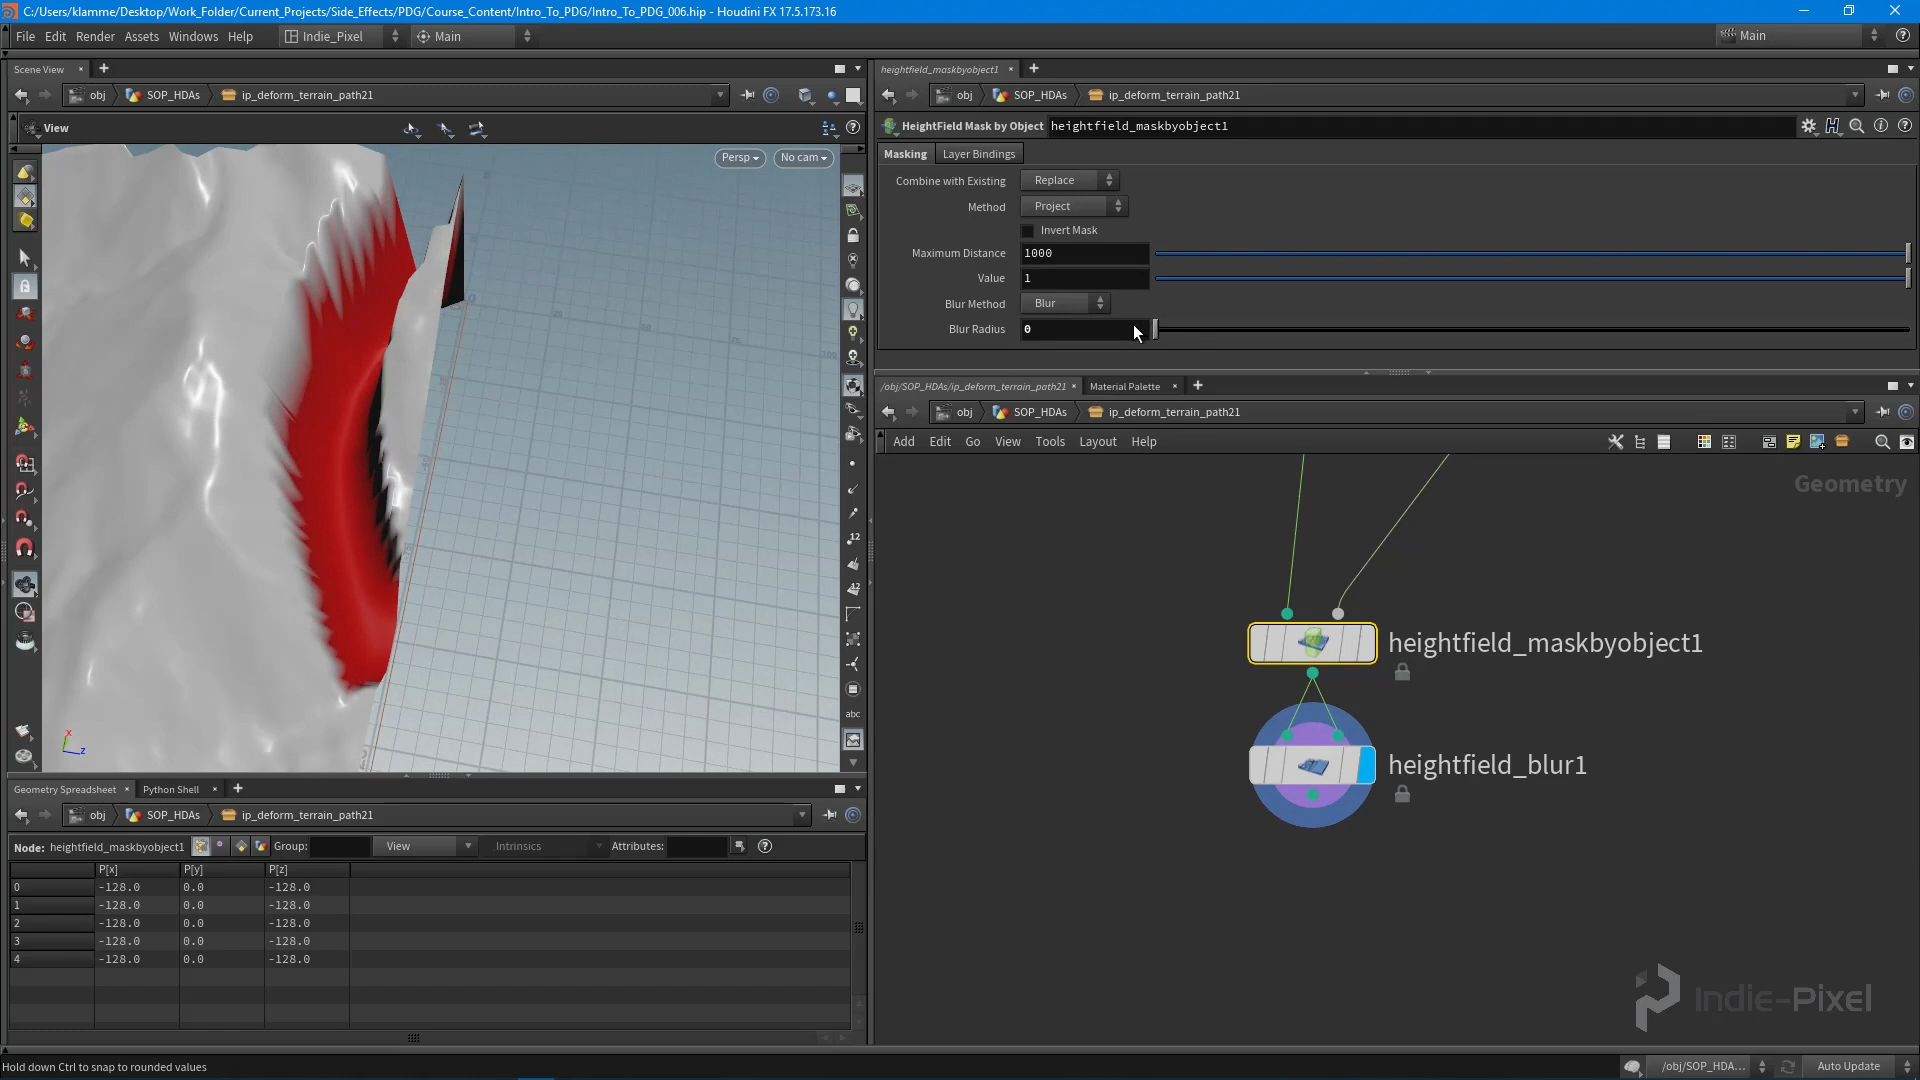 C:/Users/klamme/Desktop/Work_Folder/Current_Projects/Side_Effects/PDG/Course_Content/Intro_To_PDG/Intro_To_PDG_006.hip - Houdini FX 17.5.173.16
File Edit Render Assets Windows Help Indie_Pixel Main Main
Scene View
obj SOP_HDAs ip_deform_terrain_path21
View
Persp No cam
12
12
abc
x
z
Geometry Spreadsheet Python Shell
obj SOP_HDAs ip_deform_terrain_path21
Node: heightfield_maskbyobject1 Group: View Intrinsics Attributes:
P[x] P[y] P[z]
0 -128.0 0.0 -128.0
1 -128.0 0.0 -128.0
2 -128.0 0.0 -128.0
3 -128.0 0.0 -128.0
4 -128.0 0.0 -128.0
Hold down Ctrl to snap to rounded values
heightfield_maskbyobject1
obj SOP_HDAs ip_deform_terrain_path21
HeightField Mask by Object heightfield_maskbyobject1
Masking Layer Bindings
Combine with Existing Replace
Method Project
Invert Mask
Maximum Distance 1000
Value 1
Blur Method Blur
Blur Radius 0
/obj/SOP_HDAs/ip_deform_terrain_path21 Material Palette
obj SOP_HDAs ip_deform_terrain_path21
Add Edit Go View Tools Layout Help
Geometry
heightfield_maskbyobject1
heightfield_blur1
Indie-Pixel
/obj/SOP_HDA... Auto Update